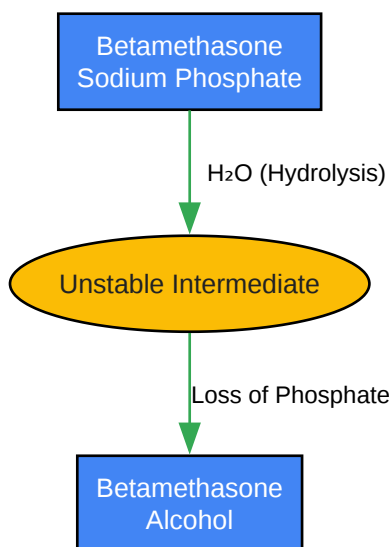 Betamethasone
Sodium Phosphate
H₂O (Hydrolysis)
Unstable Intermediate
Loss of Phosphate
Betamethasone
Alcohol